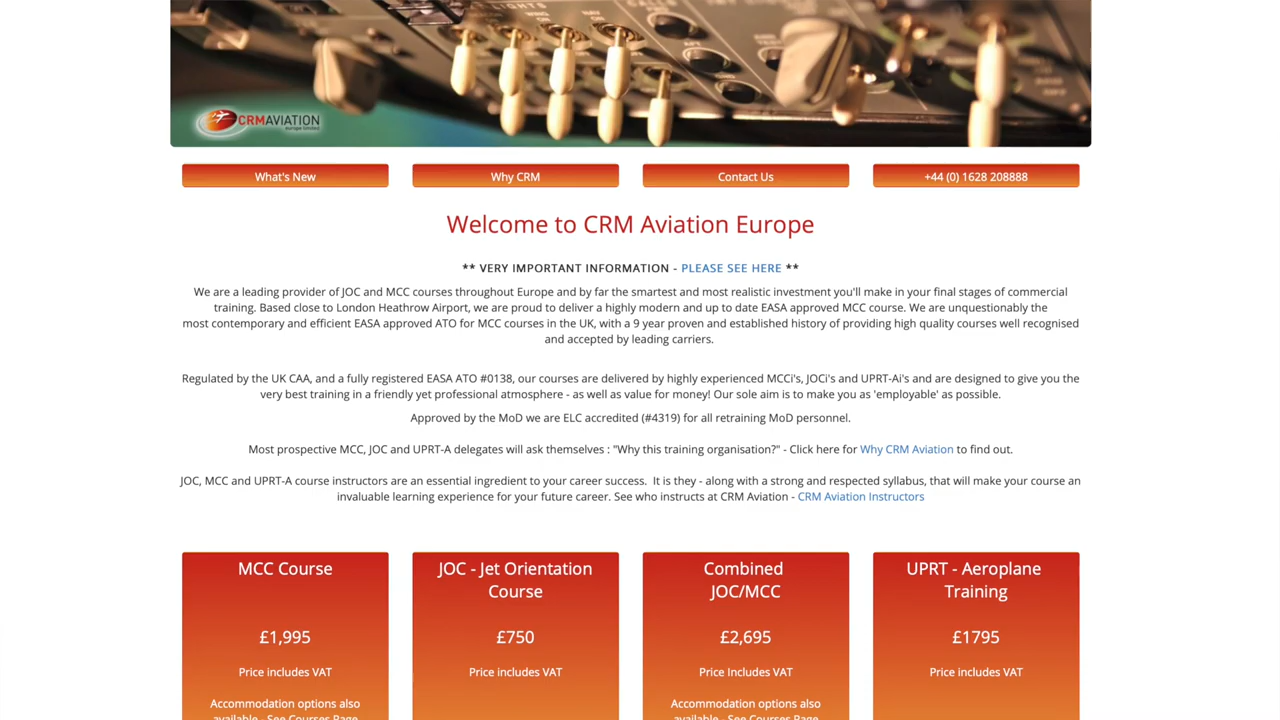 LIGHTS
CRMAVIATION
europe limited
What's New
Why CRM
Contact Us
+44 (0) 1628 208888
Welcome to CRM Aviation Europe
** VERY IMPORTANT INFORMATION - PLEASE SEE HERE **
We are a leading provider of JOC and MCC courses throughout Europe and by far the smartest and most realistic investment you'll make in your final stages of commercial
training. Based close to London Heathrow Airport, we are proud to deliver a highly modern and up to date EASA approved MCC course. We are unquestionably the
most contemporary and efficient EASA approved ATO for MCC courses in the UK, with a 9 year proven and established history of providing high quality courses well recognised
and accepted by leading carriers.
Regulated by the UK CAA, and a fully registered EASA ATO #0138, our courses are delivered by highly experienced MCCi's, JOCi's and UPRT-Ai's and are designed to give you the
very best training in a friendly yet professional atmosphere - as well as value for money! Our sole aim is to make you as 'employable' as possible.
Approved by the MoD we are ELC accredited (#4319) for all retraining MoD personnel.
Most prospective MCC, JOC and UPRT-A delegates will ask themselves : "Why this training organisation?" - Click here for Why CRM Aviation to find out.
JOC, MCC and UPRT-A course instructors are an essential ingredient to your career success.  It is they - along with a strong and respected syllabus, that will make your course an
invaluable learning experience for your future career. See who instructs at CRM Aviation - CRM Aviation Instructors
MCC Course
£1,995
Price includes VAT
Accommodation options also
available - See Courses Page
JOC - Jet Orientation
Course
£750
Price includes VAT
Combined
JOC/MCC
£2,695
Price Includes VAT
Accommodation options also
available - See Courses Page
UPRT - Aeroplane
Training
£1795
Price includes VAT